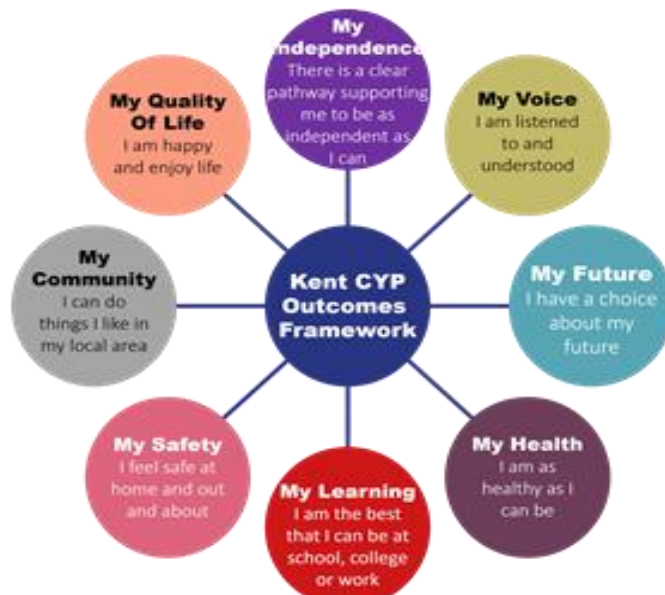 My
Independence
There is a clear
pathway supporting
me to be as
independent as
I can
My Voice
I am listened
to and
understood
My Future
I have a choice
about my
future
My Health
I am as
healthy as I
can be
My Learning
I am the best
that I can be at
school, college
or work
My Safety
I feel safe at
home and out
and about
My
Community
I can do
things I like in
my local area
My Quality
Of Life
I am happy
and enjoy life
Kent CYP
Outcomes
Framework